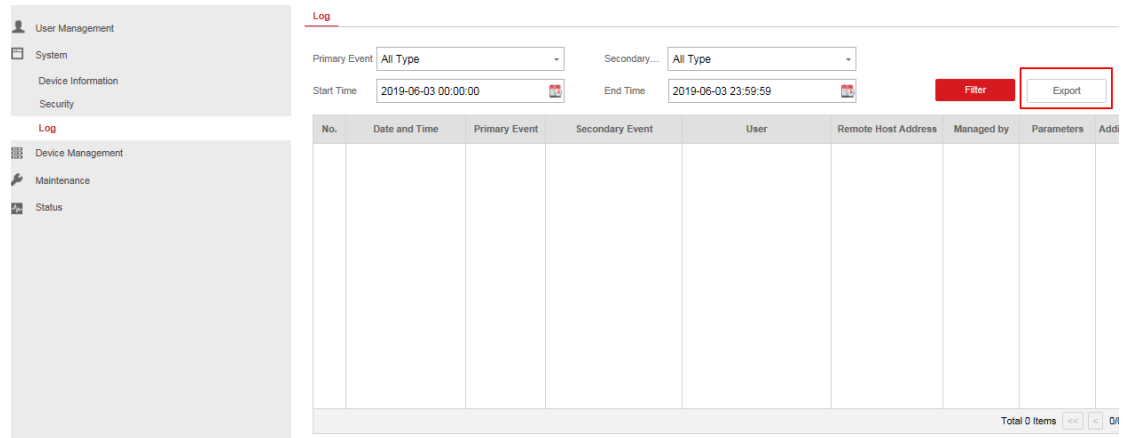 User Management
System
Device Information
Security
Log
Device Management
Maintenance
Status
Log
Primary Event All Type Secondary... All Type
Start Time 2019-06-03 00:00:00 End Time 2019-06-03 23:59:59 Filter Export
No. Date and Time Primary Event Secondary Event User Remote Host Address Managed by Parameters Addi
Total 0 Items << < 0/